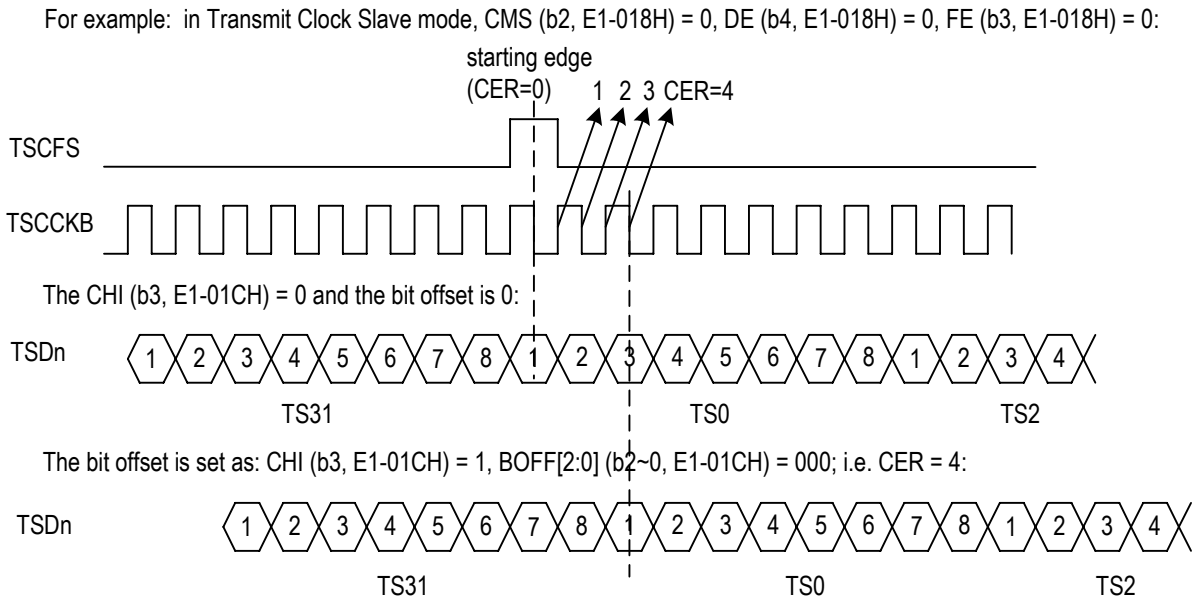 For example: in Transmit Clock Slave mode, CMS (b2, E1-018H) = 0, DE (b4, E1-018H) = 0, FE (b3, E1-018H) = 0:
starting edge
(CER=0) 1 2 3 CER=4
TSCFS
TSCCKB
The CHI (b3, E1-01CH) = 0 and the bit offset is 0:
TSDn 1 2 3 4 5 6 7 8 1 2 3 4 5 6 7 8 1 2 3 4
TS31 TS0 TS2
The bit offset is set as: CHI (b3, E1-01CH) = 1, BOFF[2:0] (b2~0, E1-01CH) = 000; i.e. CER = 4:
TSDn 1 2 3 4 5 6 7 8 1 2 3 4 5 6 7 8 1 2 3 4
TS31 TS0 TS2